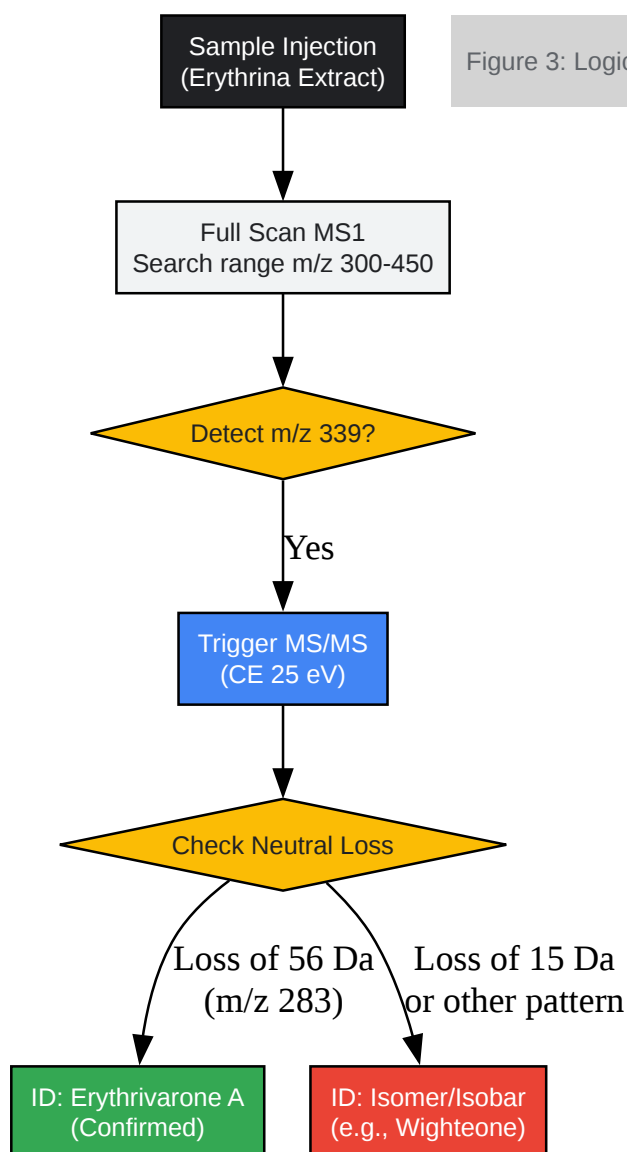 Sample Injection
(Erythrina Extract)
Figure 3:
Full Scan MS1
Search range m/z 300-450
Detect m/z 339?
Yes
Trigger MS/MS
(CE 25 eV)
Check Neutral Loss
Loss of 56 Da
(m/z 283)
Loss of 15 Da
or other pattern
ID: Erythrivarone A
(Confirmed)
ID: Isomer/Isobar
(e.g., Wighteone)